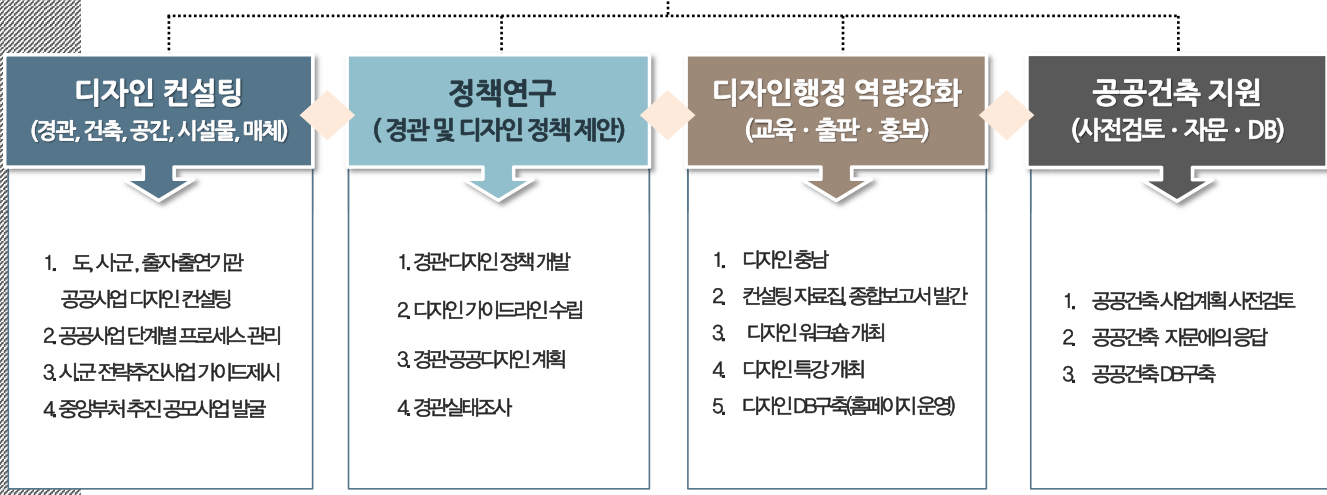 디자인 컨설팅
(경관, 건축, 공간, 시설물, 매체)
1. 도, 시군, 출자출연기관
공공사업 디자인 컨설팅
2. 공공사업 단계별 프로세스 관리
3. 시군 전략추진사업 가이드제시
4. 중앙부처 추진 공모사업 발굴
정책연구
( 경관 및 디자인 정책 제안)
1. 경관·디자인 정책 개발
2. 디자인 가이드라인 수립
3. 경관·공공디자인 계획
4. 경관실태조사
디자인행정 역량강화
(교육 · 출판 · 홍보)
1. 디자인 충남
2. 컨설팅 자료집, 종합보고서 발간
3. 디자인 워크숍 개최
4. 디자인 특강 개최
5. 디자인 DB구축(홈페이지 운영)
공공건축 지원
(사전검토 · 자문 · DB)
1. 공공건축 사업계획 사전검토
2. 공공건축 자문에의 응답
3. 공공건축 DB구축